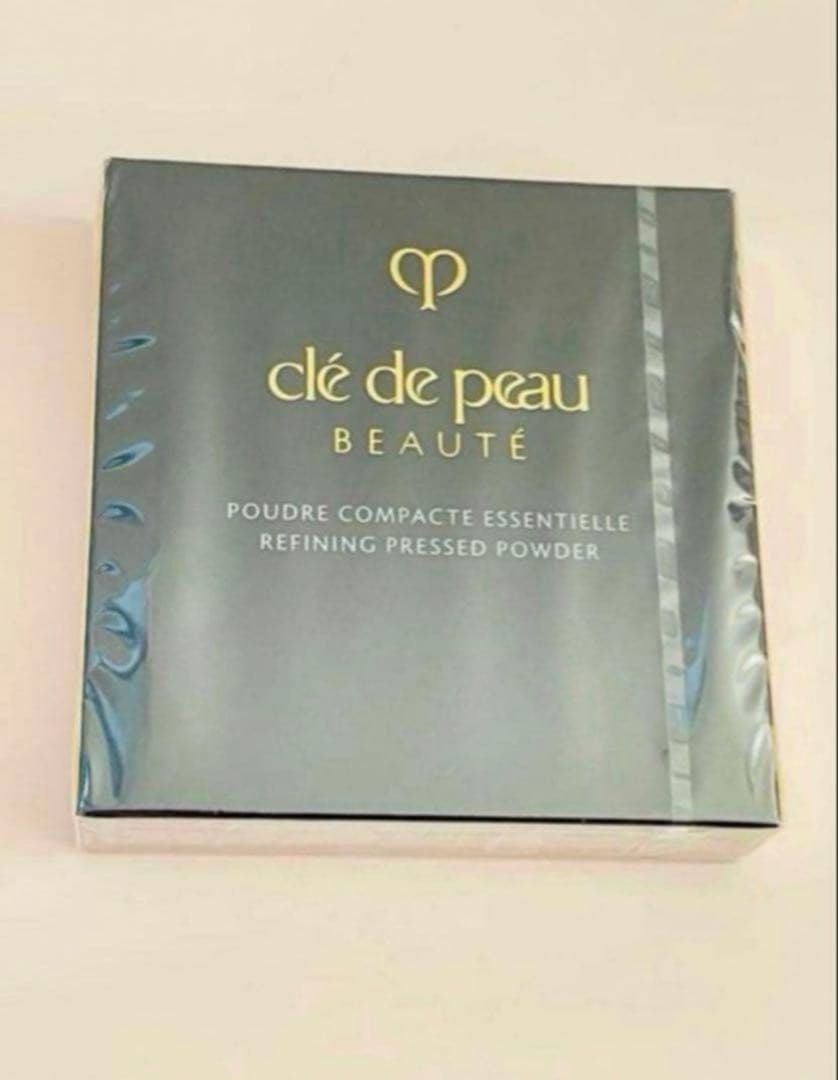 clé de peau
BEAUTÉ
POUDRE COMPACTE ESSENTIELLE
REFINING PRESSED POWDER